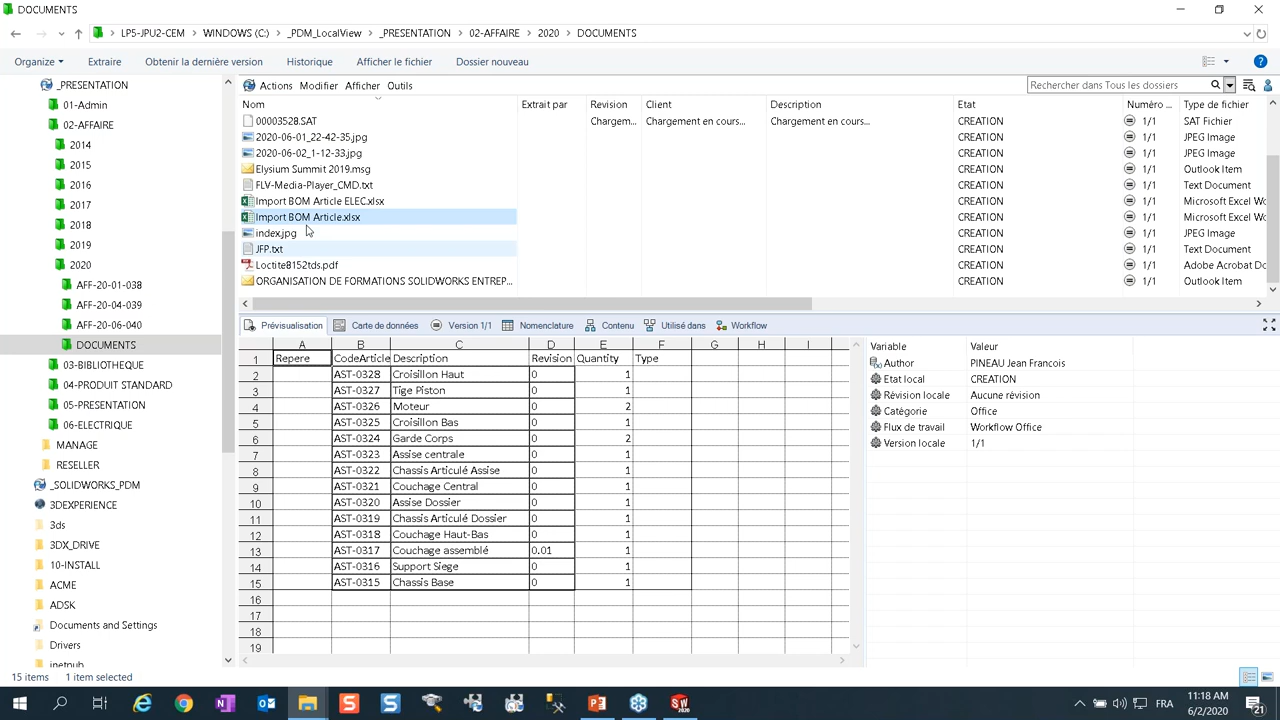 DOCUMENTS
LP5-JPU2-CEM > WINDOWS (C:) > _PDM_LocalView > _PRESENTATION > 02-AFFAIRE > 2020 > DOCUMENTS
Organize Extraire Obtenir la dernière version Historique Afficher le fichier Dossier nouveau
_PRESENTATION
01-Admin
02-AFFAIRE
2014
2015
2016
2017
2018
2019
2020
AFF-20-01-038
AFF-20-04-039
AFF-20-06-040
DOCUMENTS
03-BIBLIOTHEQUE
04-PRODUIT STANDARD
05-PRESENTATION
06-ELECTRIQUE
MANAGE
RESELLER
_SOLIDWORKS_PDM
3DEXPERIENCE
3ds
3DX_DRIVE
10-INSTALL
ACME
ADSK
Documents and Settings
Drivers
inetpub
Actions Modifier Afficher Outils
Rechercher dans Tous les dossiers
Nom Extrait par Revision Client Description Etat Numéro ... Type de fichier
00003528.SAT Chargem... Chargement en cours... Chargement en cours... CREATION 1/1 SAT Fichier
2020-06-01_22-42-35.jpg CREATION 1/1 JPEG Image
2020-06-02_1-12-33.jpg CREATION 1/1 JPEG Image
Elysium Summit 2019.msg CREATION 1/1 Outlook Item
FLV-Media-Player_CMD.txt CREATION 1/1 Text Document
Import BOM Article ELEC.xlsx CREATION 1/1 Microsoft Excel Wo
Import BOM Article.xlsx CREATION 1/1 Microsoft Excel Wo
index.jpg CREATION 1/1 JPEG Image
JFP.txt CREATION 1/1 Text Document
Loctite8152tds.pdf CREATION 1/1 Adobe Acrobat Do
ORGANISATION DE FORMATIONS SOLIDWORKS ENTREP... CREATION 1/1 Outlook Item
Prévisualisation Carte de données Version 1/1 Nomenclature Contenu Utilisé dans Workflow
A B C D E F G H I
1 Repere CodeArticle Description Revision Quantity Type
2 AST-0328 Croisillon Haut 0 1
3 AST-0327 Tige Piston 0 1
4 AST-0326 Moteur 0 2
5 AST-0325 Croisillon Bas 0 1
6 AST-0324 Garde Corps 0 2
7 AST-0323 Assise centrale 0 1
8 AST-0322 Chassis Articulé Assise 0 1
9 AST-0321 Couchage Central 0 1
10 AST-0320 Assise Dossier 0 1
11 AST-0319 Chassis Articulé Dossier 0 1
12 AST-0318 Couchage Haut-Bas 0 1
13 AST-0317 Couchage assemblé 0.01 1
14 AST-0316 Support Siege 0 1
15 AST-0315 Chassis Base 0 1
16
17
18
19
Variable Valeur
Author PINEAU Jean Francois
Etat local CREATION
Révision locale Aucune révision
Catégorie Office
Flux de travail Workflow Office
Version locale 1/1
15 items 1 item selected
FRA
11:18 AM
6/2/2020
21